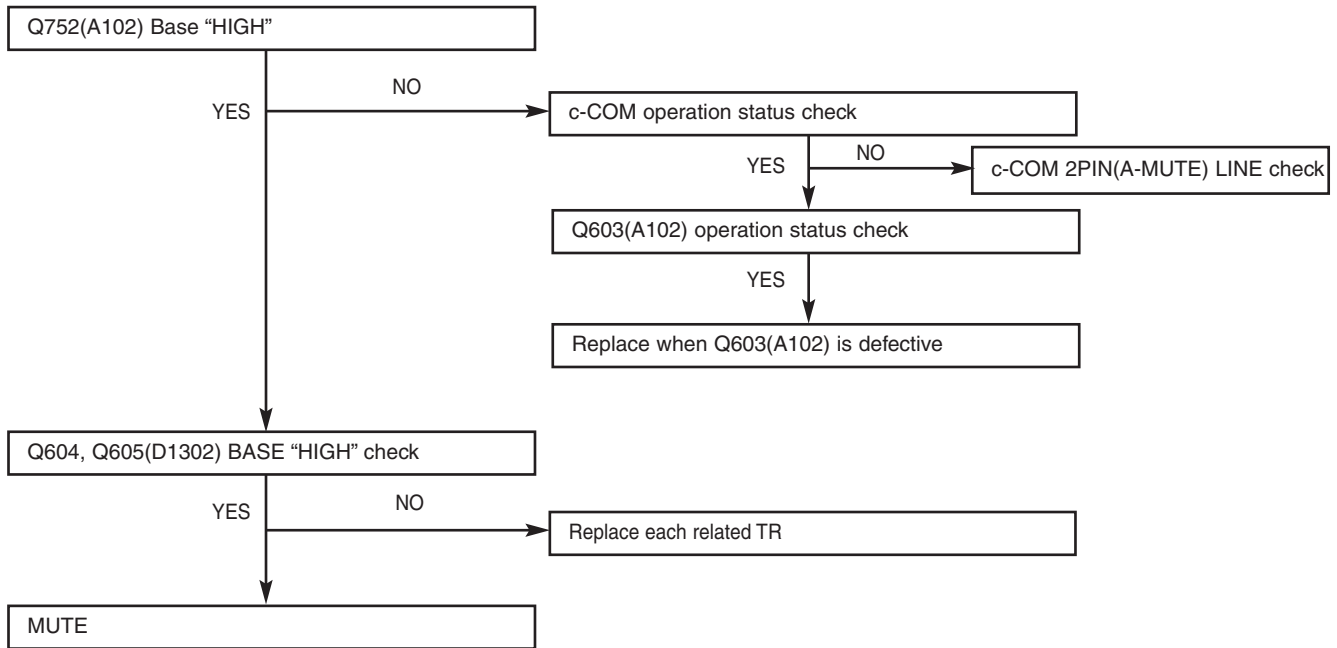 Q752(A102) Base “HIGH”
YES
NO
c-COM operation status check
YES
NO
c-COM 2PIN(A-MUTE) LINE check
Q603(A102) operation status check
YES
Replace when Q603(A102) is defective
Q604, Q605(D1302) BASE “HIGH” check
YES
NO
Replace each related TR
MUTE